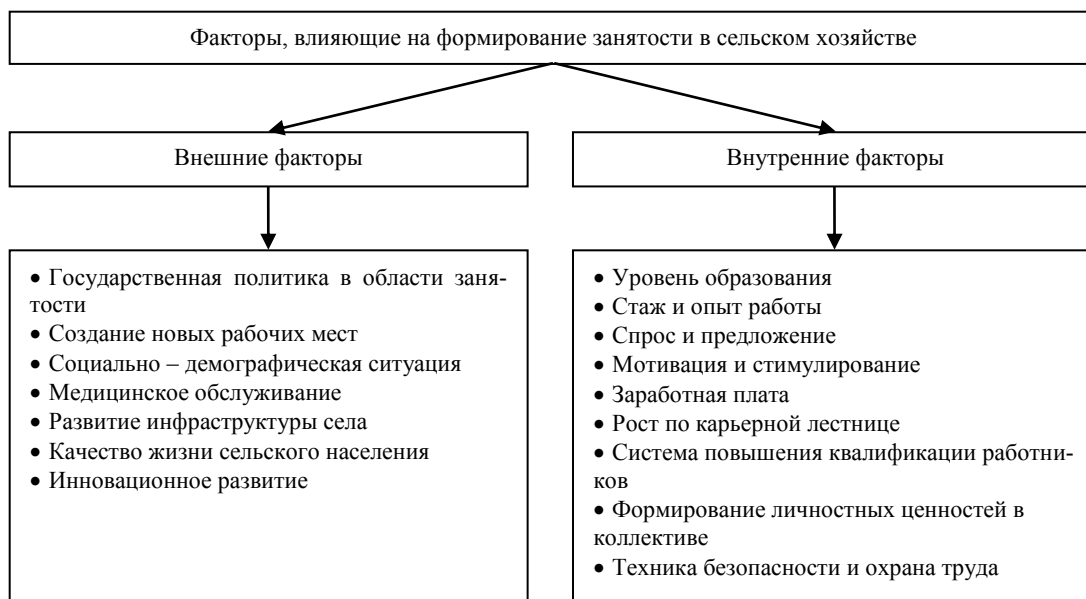 Факторы, влияющие на формирование занятости в сельском хозяйстве
Внешние факторы
Внутренние факторы
• Государственная политика в области заня-
тости
• Создание новых рабочих мест
• Социально – демографическая ситуация
• Медицинское обслуживание
• Развитие инфраструктуры села
• Качество жизни сельского населения
• Инновационное развитие
• Уровень образования
• Стаж и опыт работы
• Спрос и предложение
• Мотивация и стимулирование
• Заработная плата
• Рост по карьерной лестнице
• Система повышения квалификации работни-
ков
• Формирование личностных ценностей в
коллективе
• Техника безопасности и охрана труда